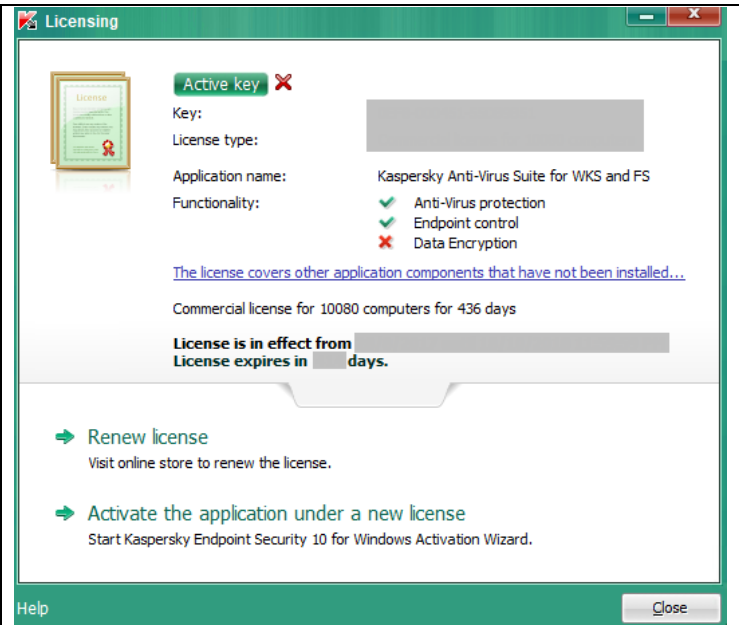 Licensing
License
Active key
Key:
License type:
Application name: Kaspersky Anti-Virus Suite for WKS and FS
Functionality: Anti-Virus protection
Endpoint control
Data Encryption
The license covers other application components that have not been installed...
Commercial license for 10080 computers for 436 days
License is in effect from
License expires in days.
Renew license
Visit online store to renew the license.
Activate the application under a new license
Start Kaspersky Endpoint Security 10 for Windows Activation Wizard.
Help Close